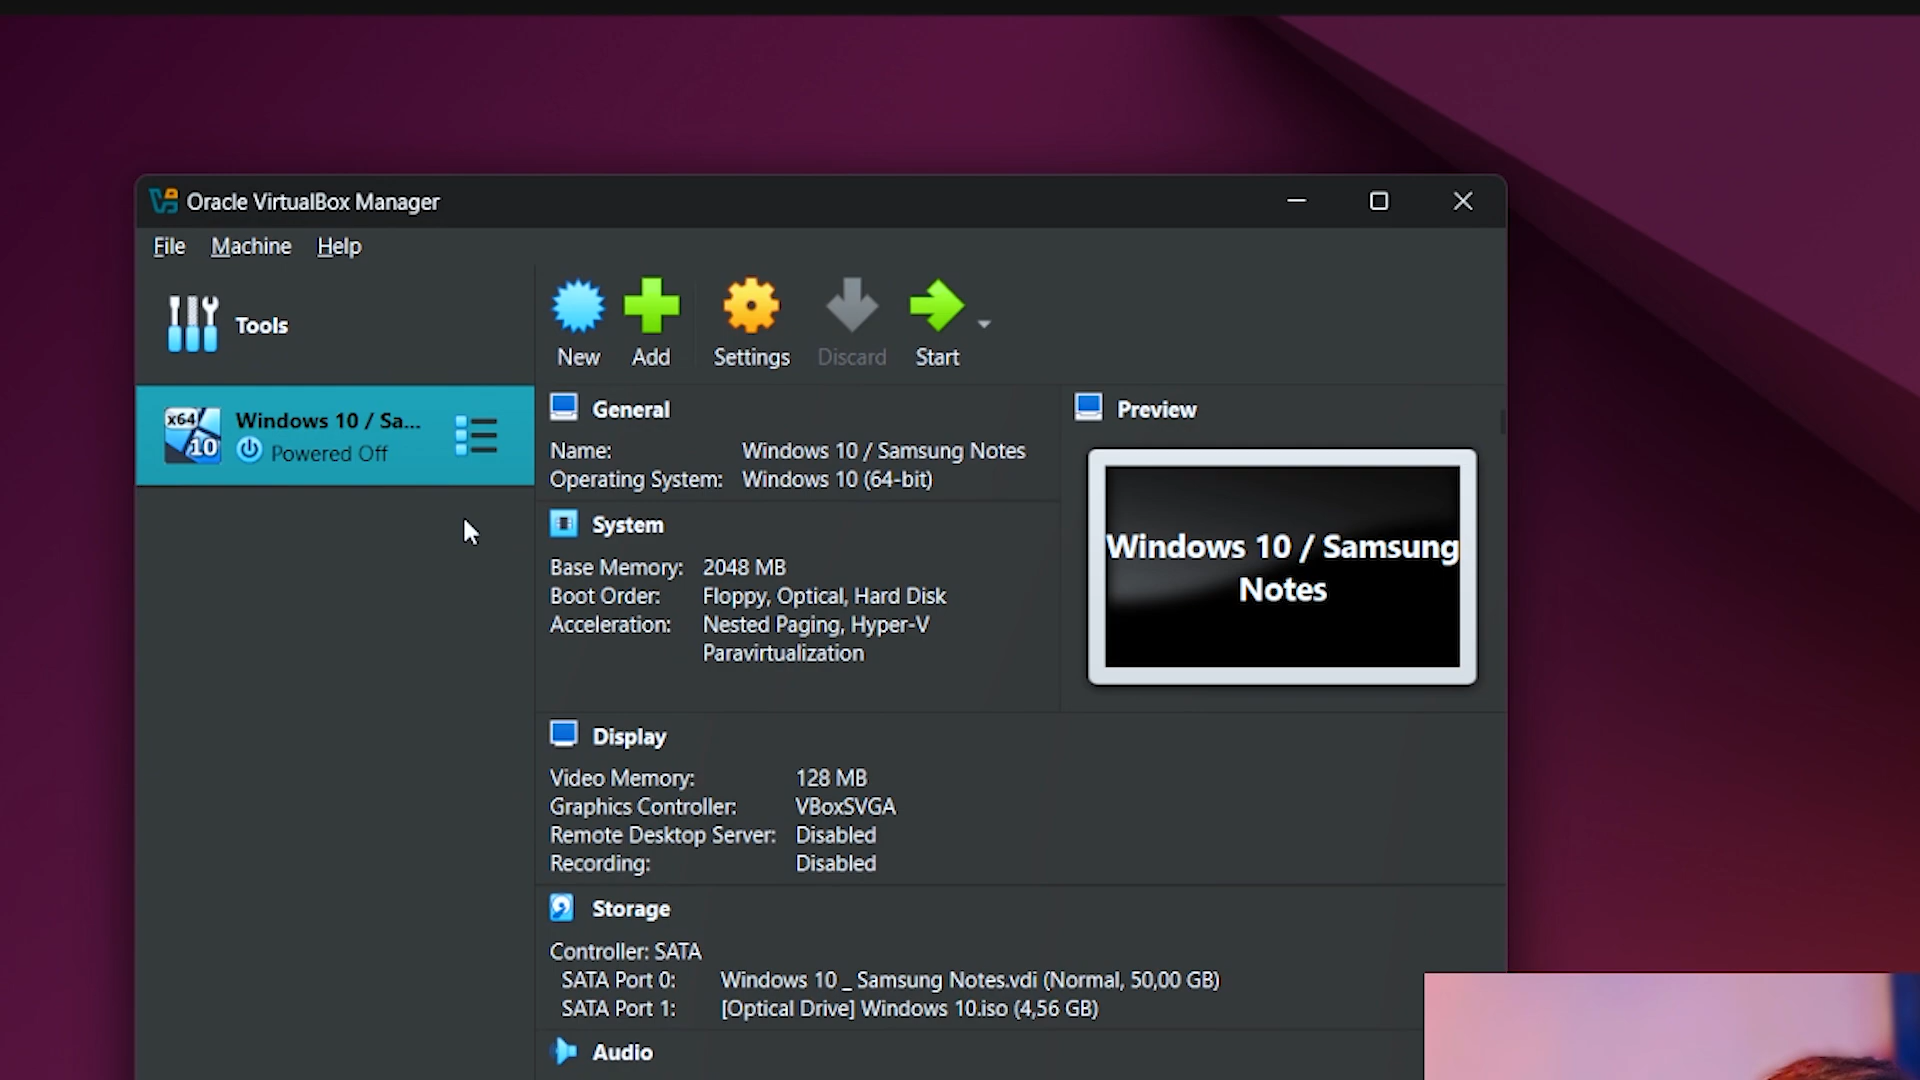 Oracle VirtualBox Manager
File Machine Help
Tools
New Add Settings Discard Start
x64
10
Windows 10 / Sa...
Powered Off
General
Name: Windows 10 / Samsung Notes
Operating System: Windows 10 (64-bit)
System
Base Memory: 2048 MB
Boot Order: Floppy, Optical, Hard Disk
Acceleration: Nested Paging, Hyper-V
Paravirtualization
Preview
Windows 10 / Samsung
Notes
Display
Video Memory: 128 MB
Graphics Controller: VBoxSVGA
Remote Desktop Server: Disabled
Recording: Disabled
Storage
Controller: SATA
SATA Port 0: Windows 10 _ Samsung Notes.vdi (Normal, 50,00 GB)
SATA Port 1: [Optical Drive] Windows 10.iso (4,56 GB)
Audio